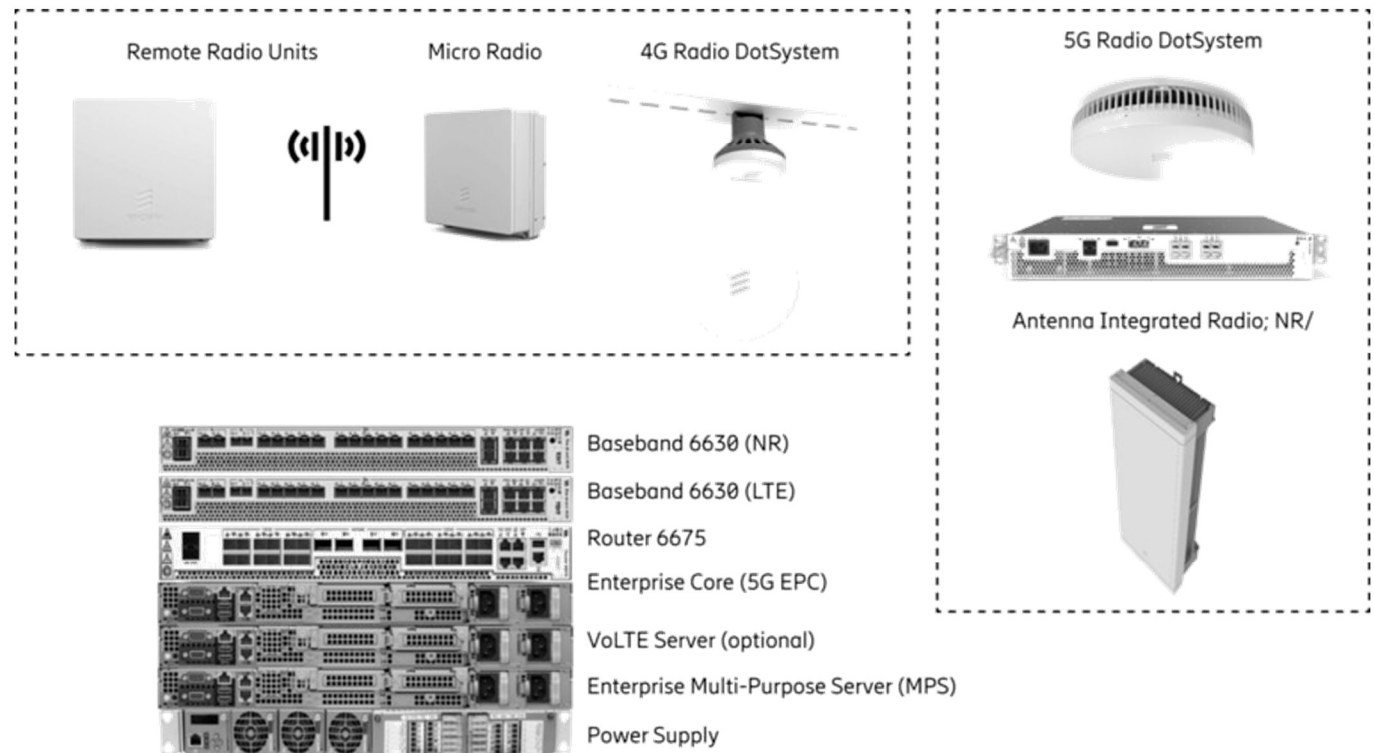 Remote Radio Units
Micro Radio
4G Radio DotSystem
5G Radio DotSystem
Antenna Integrated Radio; NR/
Baseband 6630 (NR)
Baseband 6630 (LTE)
Router 6675
Enterprise Core (5G EPC)
VoLTE Server (optional)
Enterprise Multi-Purpose Server (MPS)
Power Supply